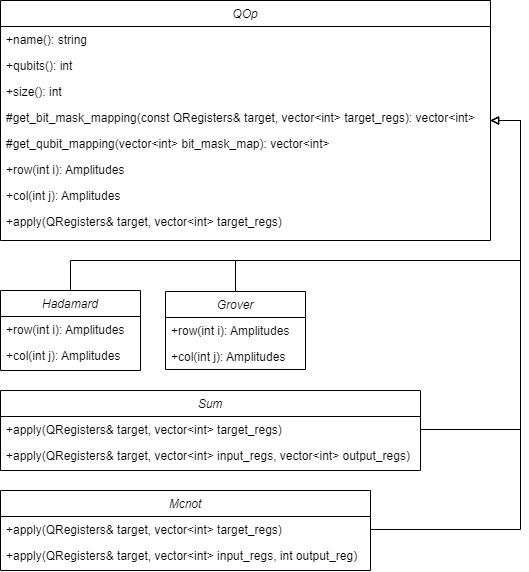 QOp
+name(): string
+qubits(): int
+size(): int
#get_bit_mask_mapping(const QRegisters& target, vector<int> target_regs): vector<int>
#get_qubit_mapping(vector<int> bit_mask_map): vector<int>
+row(int i): Amplitudes
+col(int j): Amplitudes
+apply(QRegisters& target, vector<int> target_regs)
Hadamard
+row(int i): Amplitudes
+col(int j): Amplitudes
Grover
+row(int i): Amplitudes
+col(int j): Amplitudes
Sum
+apply(QRegisters& target, vector<int> target_regs)
+apply(QRegisters& target, vector<int> input_regs, vector<int> output_regs)
Mcnot
+apply(QRegisters& target, vector<int> target_regs)
+apply(QRegisters& target, vector<int> input_regs, int output_reg)